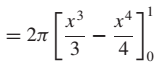 = 2π [x³/3 − x⁴/4]₀¹